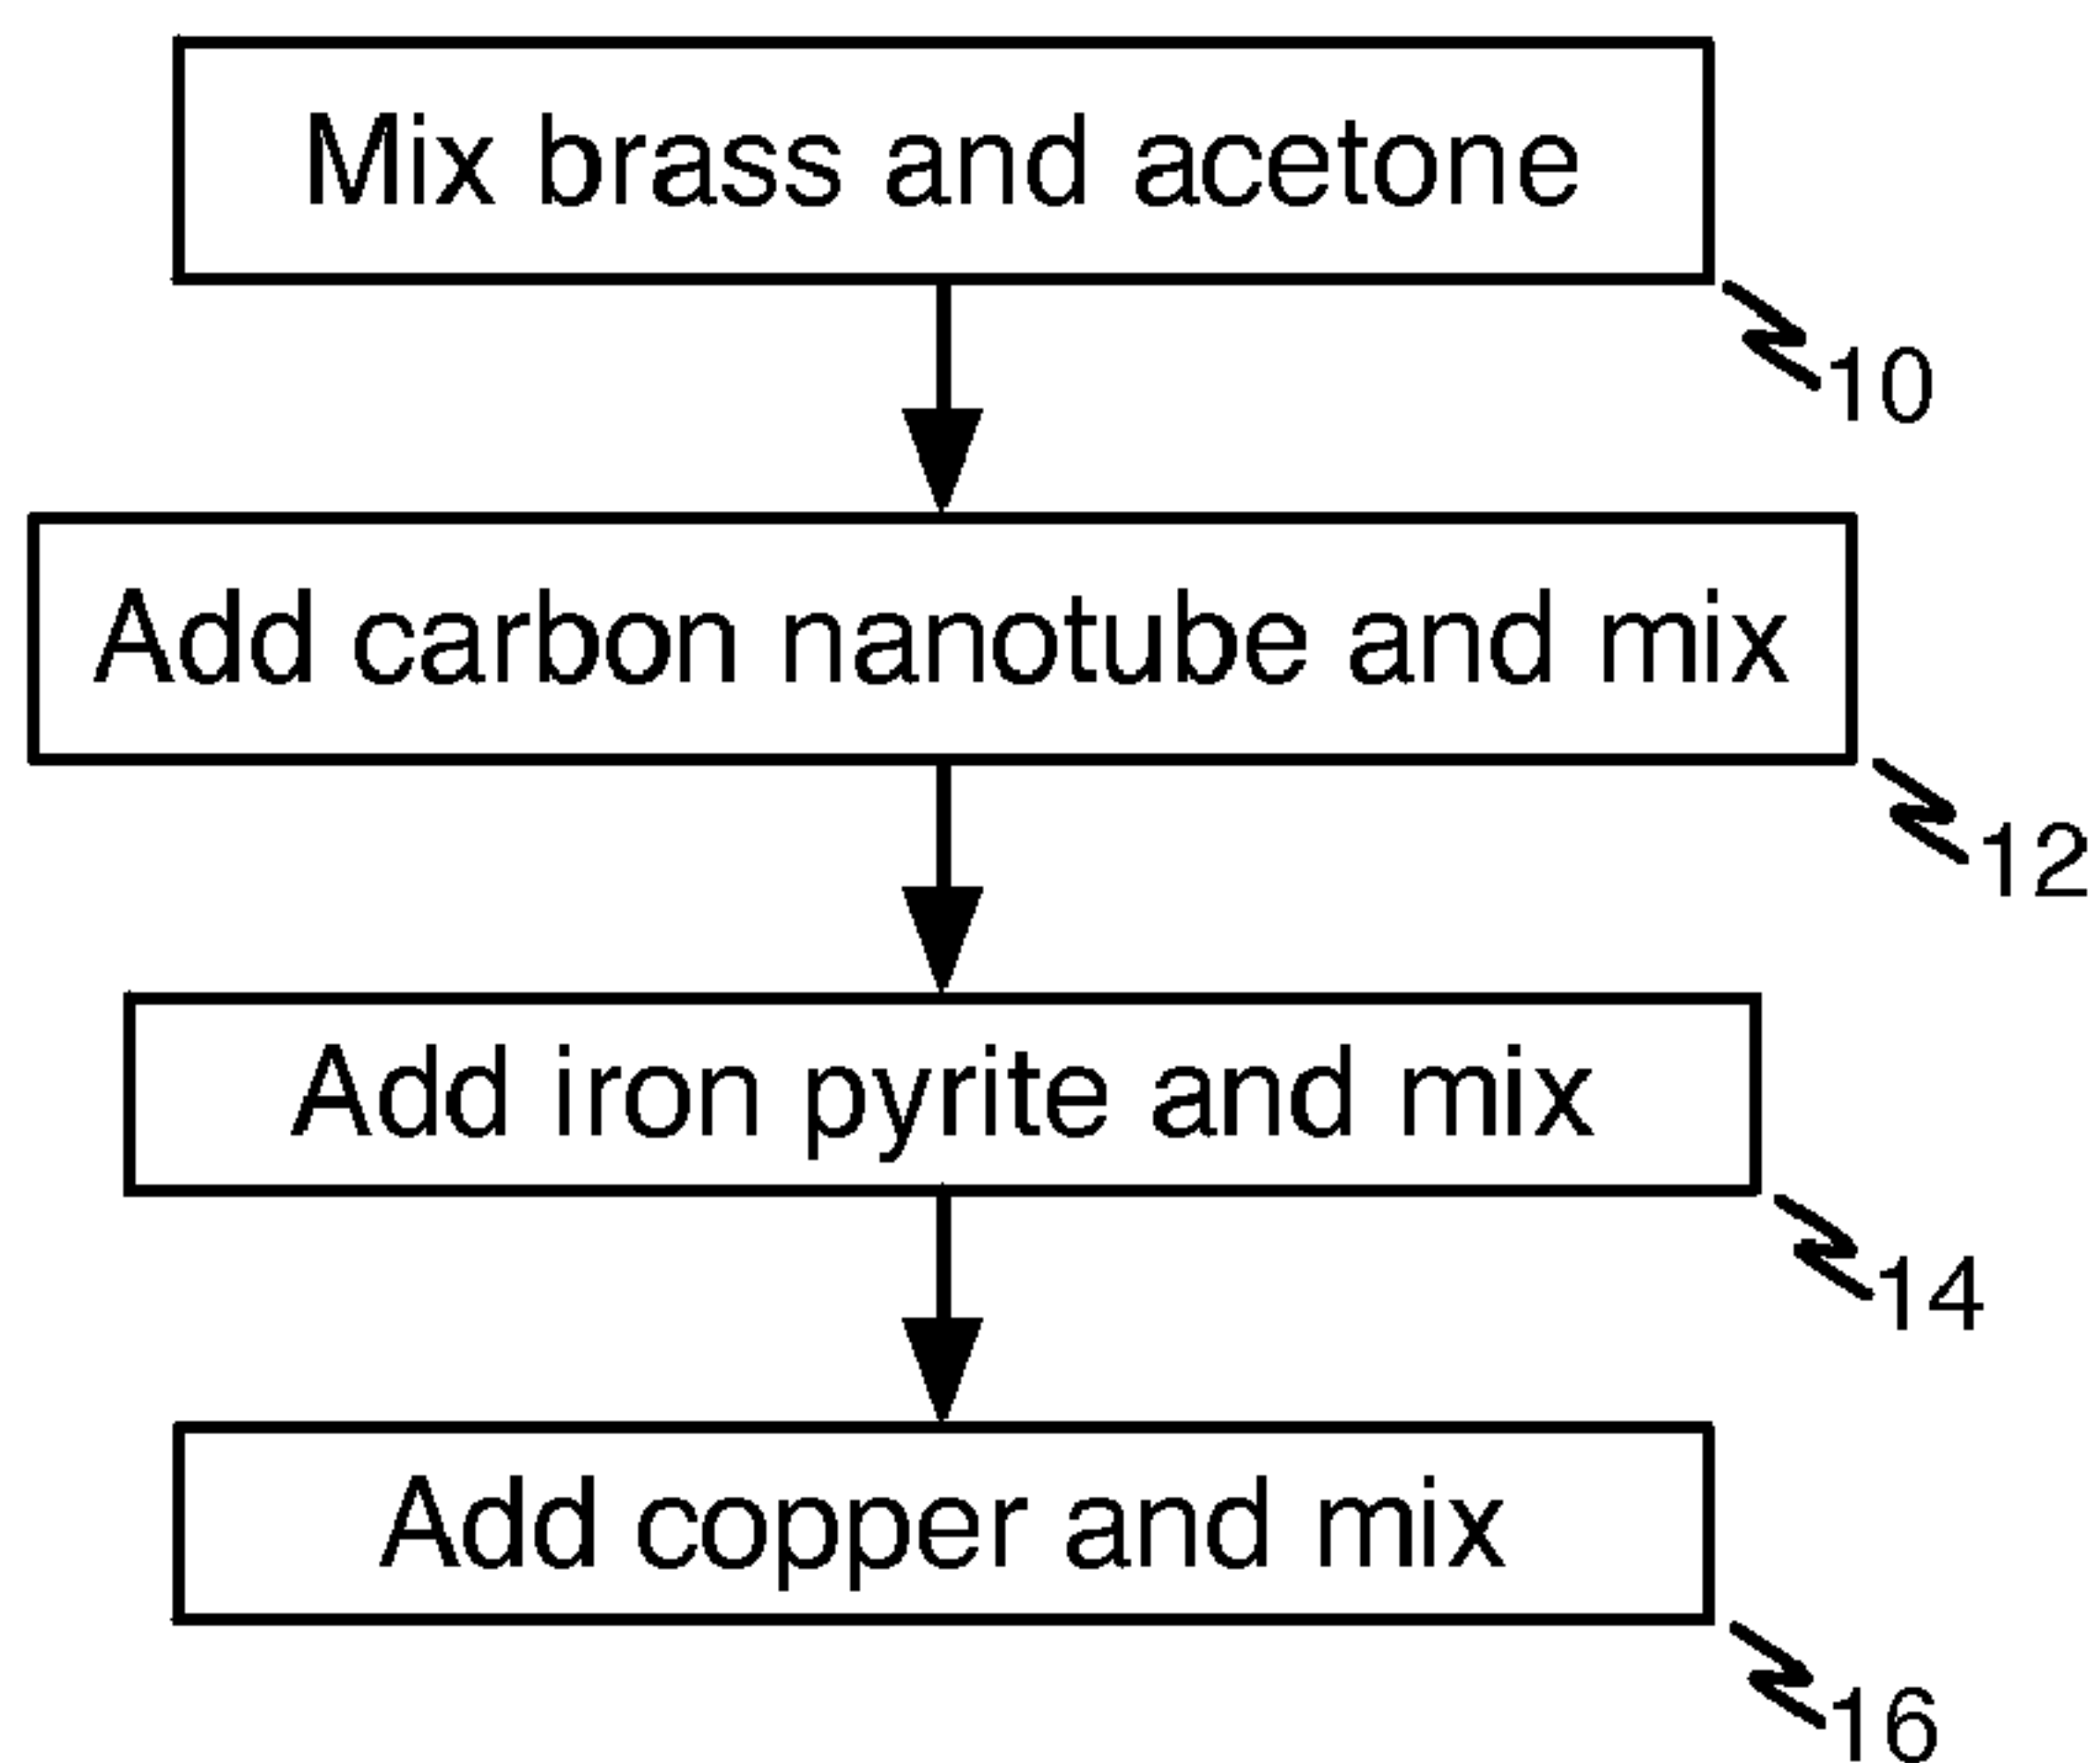 Mix brass and acetone
10
Add carbon nanotube and mix
12
Add iron pyrite and mix
14
Add copper and mix
16